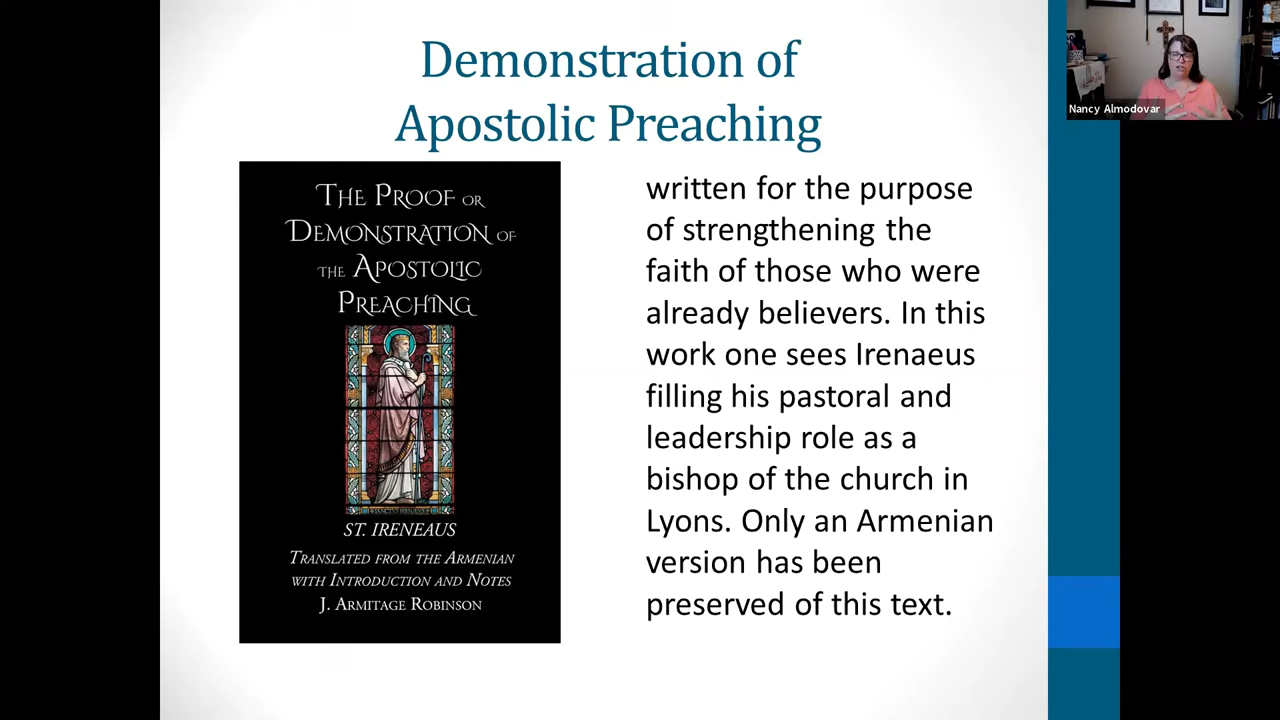 Demonstration of
Apostolic Preaching
Nancy Almodovar
THE PROOF OR
DEMONSTRATION OF
THE APOSTOLIC
PREACHING
ST. IRENEAUS
TRANSLATED FROM THE ARMENIAN
WITH INTRODUCTION AND NOTES
J. ARMITAGE ROBINSON
written for the purpose
of strengthening the
faith of those who were
already believers. In this
work one sees Irenaeus
filling his pastoral and
leadership role as a
bishop of the church in
Lyons. Only an Armenian
version has been
preserved of this text.